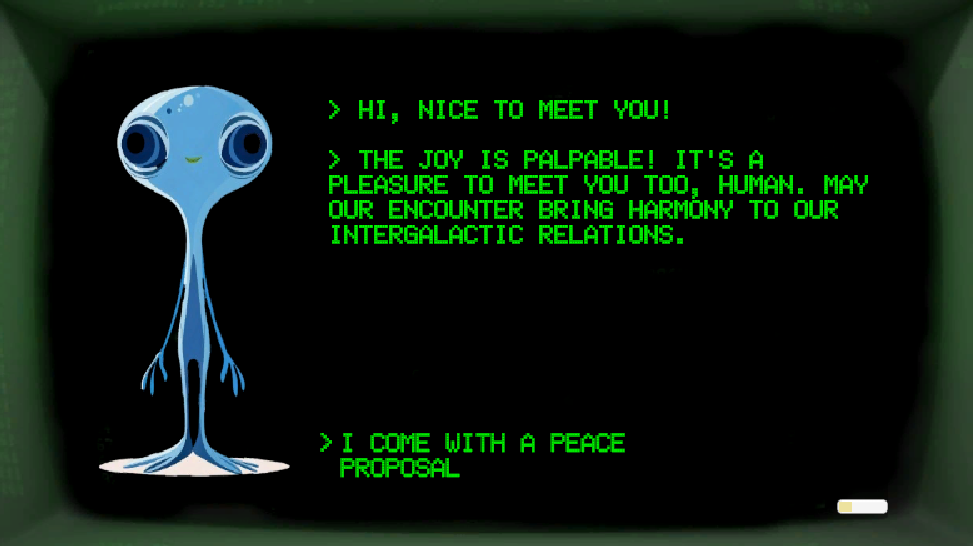 > HI, NICE TO MEET YOU!
> THE JOY IS PALPABLE! IT'S A
PLEASURE TO MEET YOU TOO, HUMAN. MAY
OUR ENCOUNTER BRING HARMONY TO OUR
INTERGALACTIC RELATIONS.
> I COME WITH A PEACE
PROPOSAL